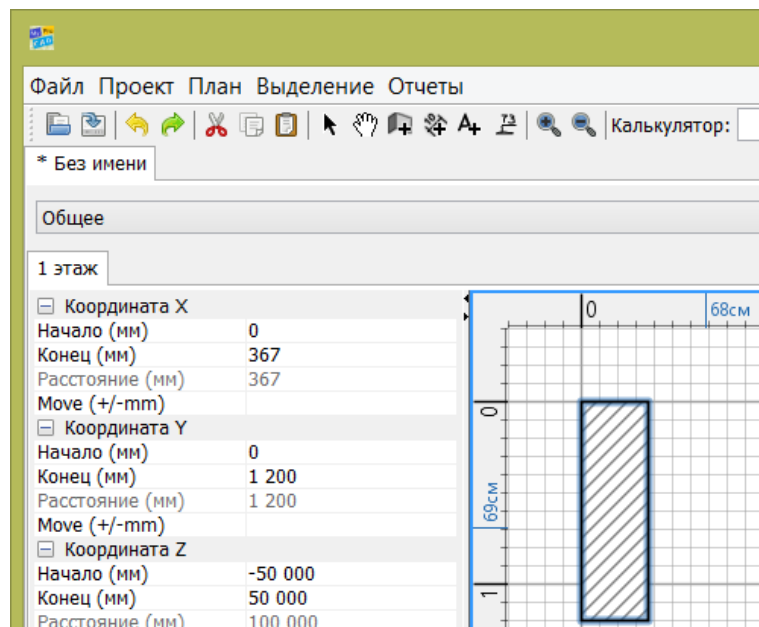 Файл Проект План Выделение Отчеты
Калькулятор:
* Без имени
Общее
1 этаж
Координата X
Начало (мм) 0
Конец (мм) 367
Расстояние (мм) 367
Move (+/-mm)
Координата Y
Начало (мм) 0
Конец (мм) 1 200
Расстояние (мм) 1 200
Move (+/-mm)
Координата Z
Начало (мм) -50 000
Конец (мм) 50 000
Расстояние (мм) 100 000
0 68см
0
69см
1